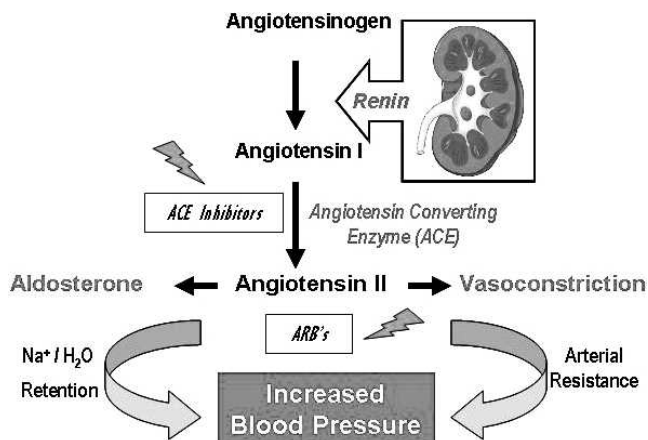 Angiotensinogen
Renin
Angiotensin I
ACE Inhibitors
Angiotensin Converting
Enzyme (ACE)
Aldosterone
Angiotensin II
Vasoconstriction
ARB's
Na⁺ / H₂O
Retention
Arterial
Resistance
Increased
Blood Pressure